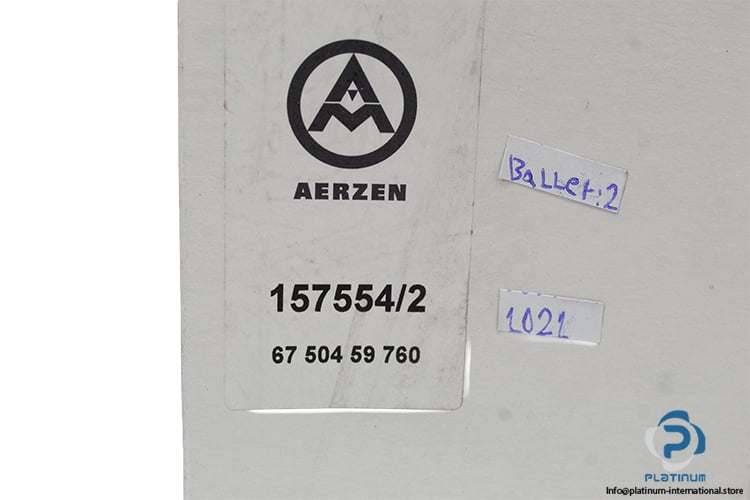 AERZEN
157554/2
67 504 59 760
BaLLet:2
1021
PLATINUM
Info@platinum-international.store